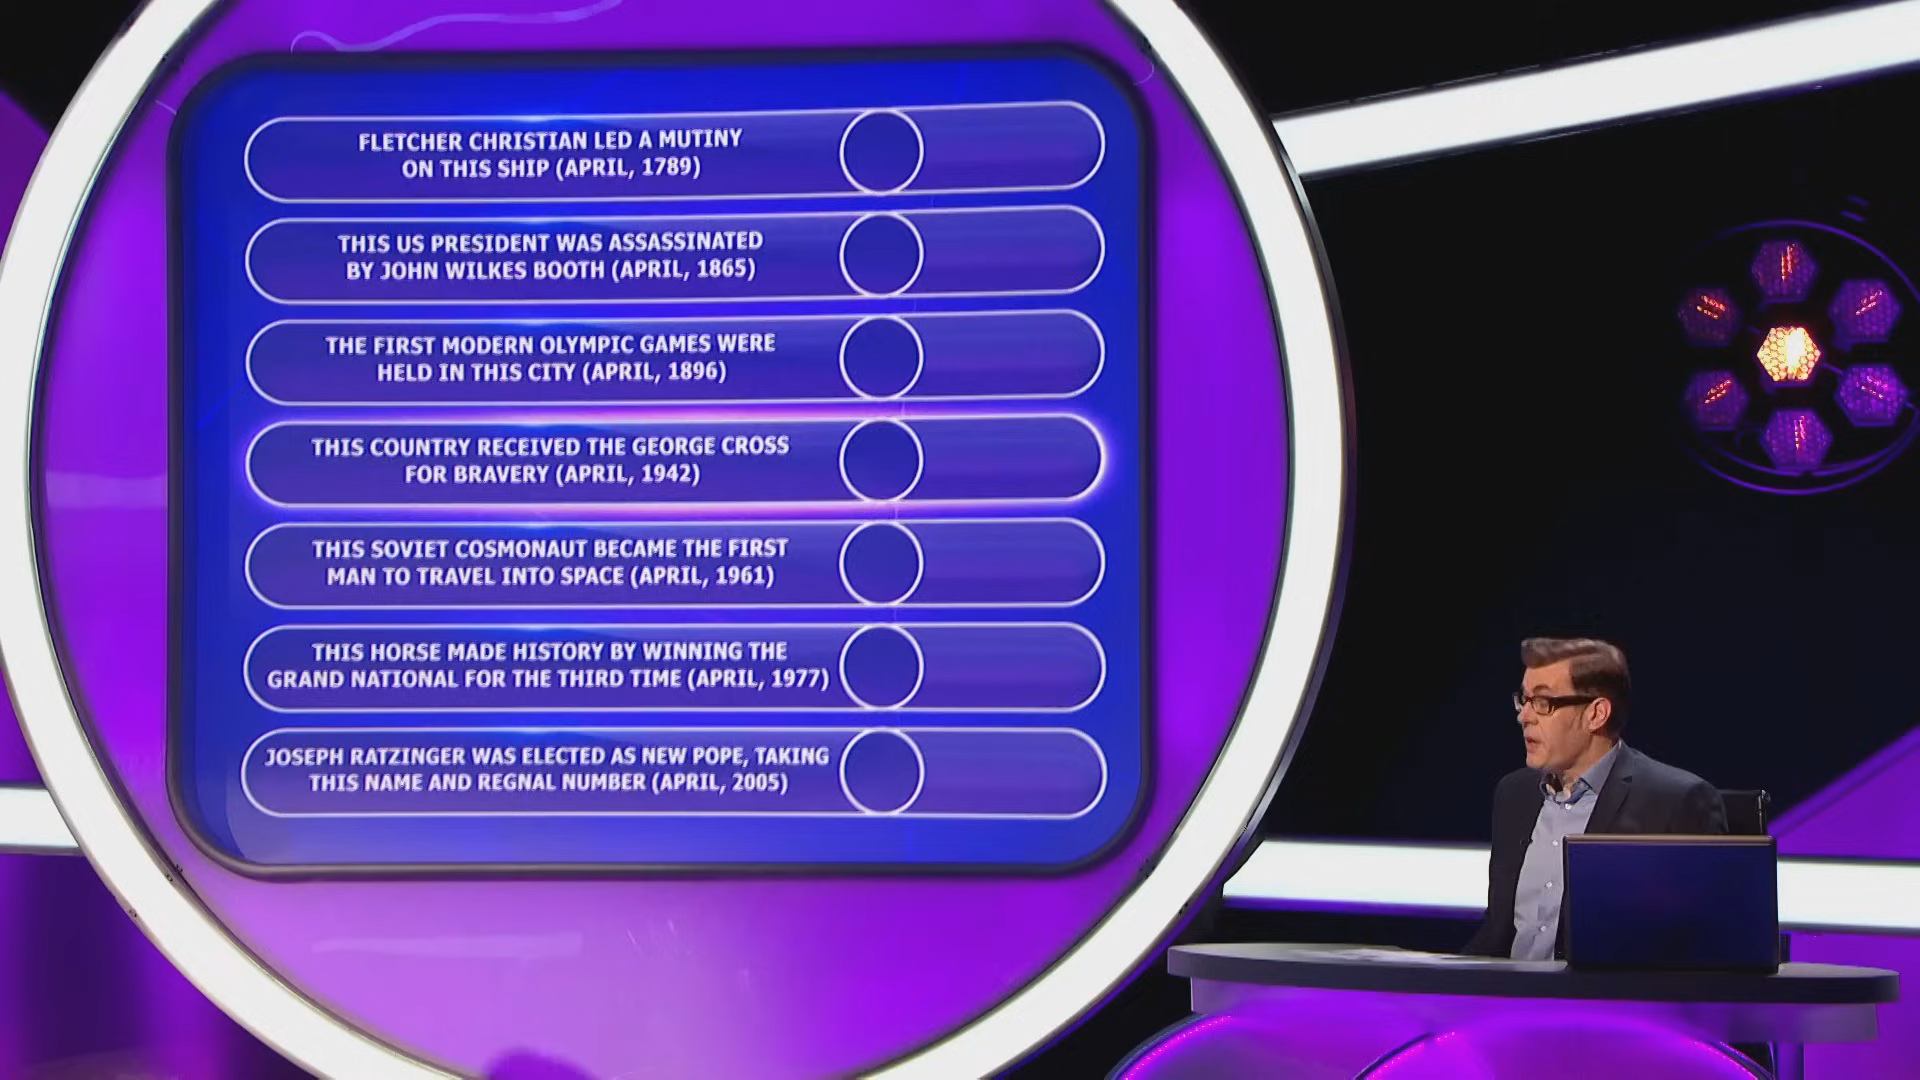 FLETCHER CHRISTIAN LED A MUTINY
ON THIS SHIP (APRIL, 1789)
THIS US PRESIDENT WAS ASSASSINATED
BY JOHN WILKES BOOTH (APRIL, 1865)
THE FIRST MODERN OLYMPIC GAMES WERE
HELD IN THIS CITY (APRIL, 1896)
THIS COUNTRY RECEIVED THE GEORGE CROSS
FOR BRAVERY (APRIL, 1942)
THIS SOVIET COSMONAUT BECAME THE FIRST
MAN TO TRAVEL INTO SPACE (APRIL, 1961)
THIS HORSE MADE HISTORY BY WINNING THE
GRAND NATIONAL FOR THE THIRD TIME (APRIL, 1977)
JOSEPH RATZINGER WAS ELECTED AS NEW POPE, TAKING
THIS NAME AND REGNAL NUMBER (APRIL, 2005)